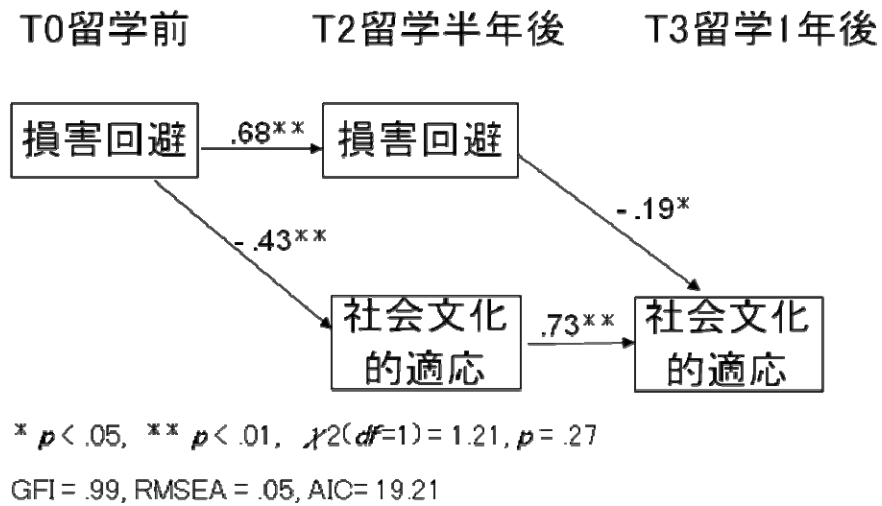 T0留学前 T2留学半年後 T3留学1年後
損害回避 .68** 損害回避
-.19*
-.43**
社会文化
的適応
.73**
社会文化
的適応
* p < .05, ** p < .01, χ2(df=1) = 1.21, p = .27
GFI = .99, RMSEA = .05, AIC= 19.21